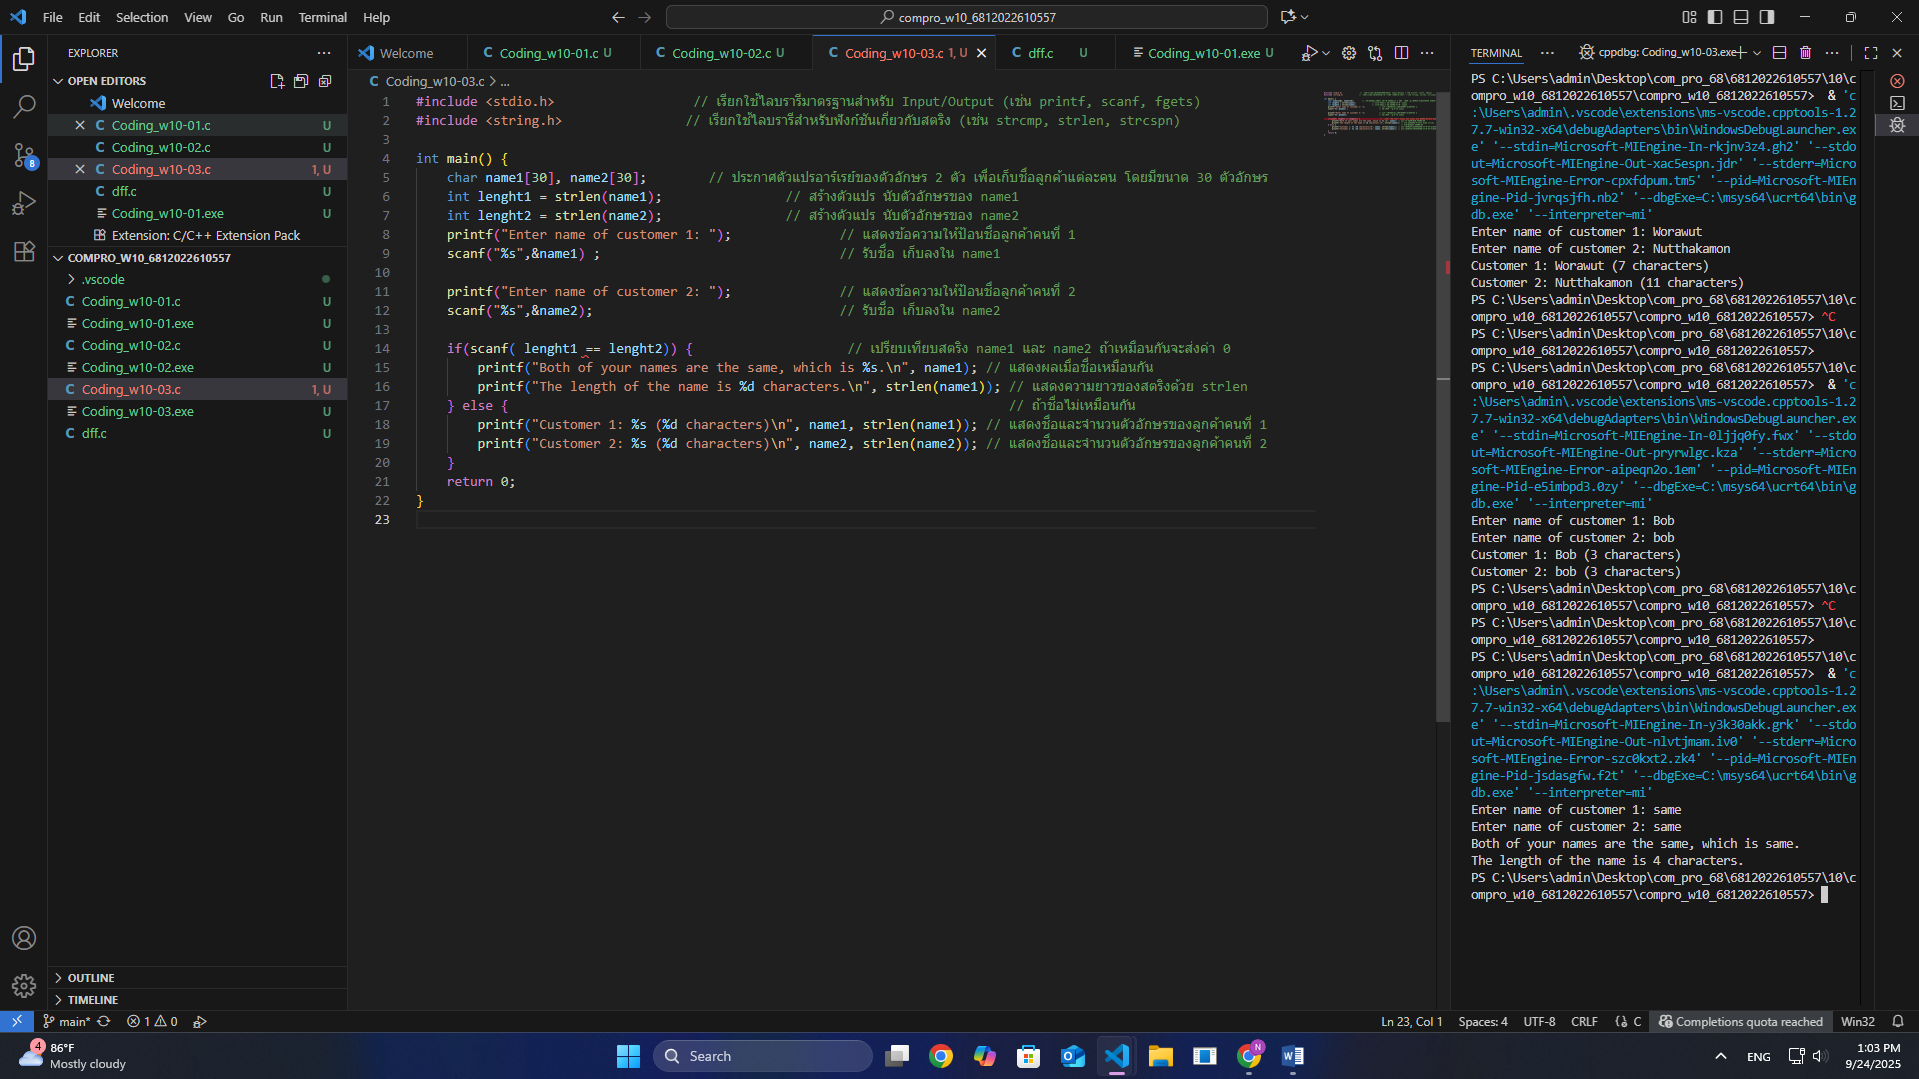 File Edit Selection View Go Run Terminal Help
compro_w10_6812022610557
EXPLORER
OPEN EDITORS
Welcome
Coding_w10-01.c U
Coding_w10-02.c U
Coding_w10-03.c 1, U
dff.c U
Coding_w10-01.exe U
Extension: C/C++ Extension Pack
COMPRO_W10_6812022610557
.vscode
Coding_w10-01.c U
Coding_w10-01.exe U
Coding_w10-02.c U
Coding_w10-02.exe U
Coding_w10-03.c 1, U
Coding_w10-03.exe U
dff.c U
OUTLINE
TIMELINE
Welcome Coding_w10-01.c U Coding_w10-02.c U Coding_w10-03.c 1, U dff.c U Coding_w10-01.exe U
Coding_w10-03.c > ...
1 #include <stdio.h> // เรียกใช้ไลบรารีมาตรฐานสำหรับ Input/Output (เช่น printf, scanf, fgets)
2 #include <string.h> // เรียกใช้ไลบรารีสำหรับฟังก์ชันเกี่ยวกับสตริง (เช่น strcmp, strlen, strcspn)
3
4 int main() {
5 char name1[30], name2[30]; // ประกาศตัวแปรอาร์เรย์ของตัวอักษร 2 ตัว เพื่อเก็บชื่อลูกค้าแต่ละคน โดยมีขนาด 30 ตัวอักษร
6 int lenght1 = strlen(name1); // สร้างตัวแปร นับตัวอักษรของ name1
7 int lenght2 = strlen(name2); // สร้างตัวแปร นับตัวอักษรของ name2
8 printf("Enter name of customer 1: "); // แสดงข้อความให้ป้อนชื่อลูกค้าคนที่ 1
9 scanf("%s",&name1) ; // รับชื่อ เก็บลงใน name1
10
11 printf("Enter name of customer 2: "); // แสดงข้อความให้ป้อนชื่อลูกค้าคนที่ 2
12 scanf("%s",&name2); // รับชื่อ เก็บลงใน name2
13
14 if(scanf( lenght1 == lenght2)) { // เปรียบเทียบสตริง name1 และ name2 ถ้าเหมือนกันจะส่งค่า 0
15 printf("Both of your names are the same, which is %s.\n", name1); // แสดงผลเมื่อชื่อเหมือนกัน
16 printf("The length of the name is %d characters.\n", strlen(name1)); // แสดงความยาวของสตริงด้วย strlen
17 } else { // ถ้าชื่อไม่เหมือนกัน
18 printf("Customer 1: %s (%d characters)\n", name1, strlen(name1)); // แสดงชื่อและจำนวนตัวอักษรของลูกค้าคนที่ 1
19 printf("Customer 2: %s (%d characters)\n", name2, strlen(name2)); // แสดงชื่อและจำนวนตัวอักษรของลูกค้าคนที่ 2
20 }
21 return 0;
22 }
23
TERMINAL cppdbg: Coding_w10-03.exe
PS C:\Users\admin\Desktop\com_pro_68\6812022610557\10\c
ompro_w10_6812022610557\compro_w10_6812022610557> & 'c
:\Users\admin\.vscode\extensions\ms-vscode.cpptools-1.2
7.7-win32-x64\debugAdapters\bin\WindowsDebugLauncher.ex
e' '--stdin=Microsoft-MIEngine-In-rkjnv3z4.gh2' '--stdo
ut=Microsoft-MIEngine-Out-xac5espn.jdr' '--stderr=Micro
soft-MIEngine-Error-cpxfdpum.tm5' '--pid=Microsoft-MIEn
gine-Pid-jvrqsjfh.nb2' '--dbgExe=C:\msys64\ucrt64\bin\g
db.exe' '--interpreter=mi'
Enter name of customer 1: Worawut
Enter name of customer 2: Nutthakamon
Customer 1: Worawut (7 characters)
Customer 2: Nutthakamon (11 characters)
PS C:\Users\admin\Desktop\com_pro_68\6812022610557\10\c
ompro_w10_6812022610557\compro_w10_6812022610557> ^C
PS C:\Users\admin\Desktop\com_pro_68\6812022610557\10\c
ompro_w10_6812022610557\compro_w10_6812022610557>
PS C:\Users\admin\Desktop\com_pro_68\6812022610557\10\c
ompro_w10_6812022610557\compro_w10_6812022610557> & 'c
:\Users\admin\.vscode\extensions\ms-vscode.cpptools-1.2
7.7-win32-x64\debugAdapters\bin\WindowsDebugLauncher.ex
e' '--stdin=Microsoft-MIEngine-In-0ljjq0fy.fwx' '--stdo
ut=Microsoft-MIEngine-Out-pryrwlgc.kza' '--stderr=Micro
soft-MIEngine-Error-aipeqn2o.1em' '--pid=Microsoft-MIEn
gine-Pid-e5imbpd3.0zy' '--dbgExe=C:\msys64\ucrt64\bin\g
db.exe' '--interpreter=mi'
Enter name of customer 1: Bob
Enter name of customer 2: bob
Customer 1: Bob (3 characters)
Customer 2: bob (3 characters)
PS C:\Users\admin\Desktop\com_pro_68\6812022610557\10\c
ompro_w10_6812022610557\compro_w10_6812022610557> ^C
PS C:\Users\admin\Desktop\com_pro_68\6812022610557\10\c
ompro_w10_6812022610557\compro_w10_6812022610557>
PS C:\Users\admin\Desktop\com_pro_68\6812022610557\10\c
ompro_w10_6812022610557\compro_w10_6812022610557> & 'c
:\Users\admin\.vscode\extensions\ms-vscode.cpptools-1.2
7.7-win32-x64\debugAdapters\bin\WindowsDebugLauncher.ex
e' '--stdin=Microsoft-MIEngine-In-y3k30akk.grk' '--stdo
ut=Microsoft-MIEngine-Out-nlvtjmam.iv0' '--stderr=Micro
soft-MIEngine-Error-szc0kxt2.zk4' '--pid=Microsoft-MIEn
gine-Pid-jsdasgfw.f2t' '--dbgExe=C:\msys64\ucrt64\bin\g
db.exe' '--interpreter=mi'
Enter name of customer 1: same
Enter name of customer 2: same
Both of your names are the same, which is same.
The length of the name is 4 characters.
PS C:\Users\admin\Desktop\com_pro_68\6812022610557\10\c
ompro_w10_6812022610557\compro_w10_6812022610557>
main* 1 0
Ln 23, Col 1 Spaces: 4 UTF-8 CRLF {} C Completions quota reached Win32
8
4
86°F
Mostly cloudy
Search
N
ENG
1:03 PM
9/24/2025